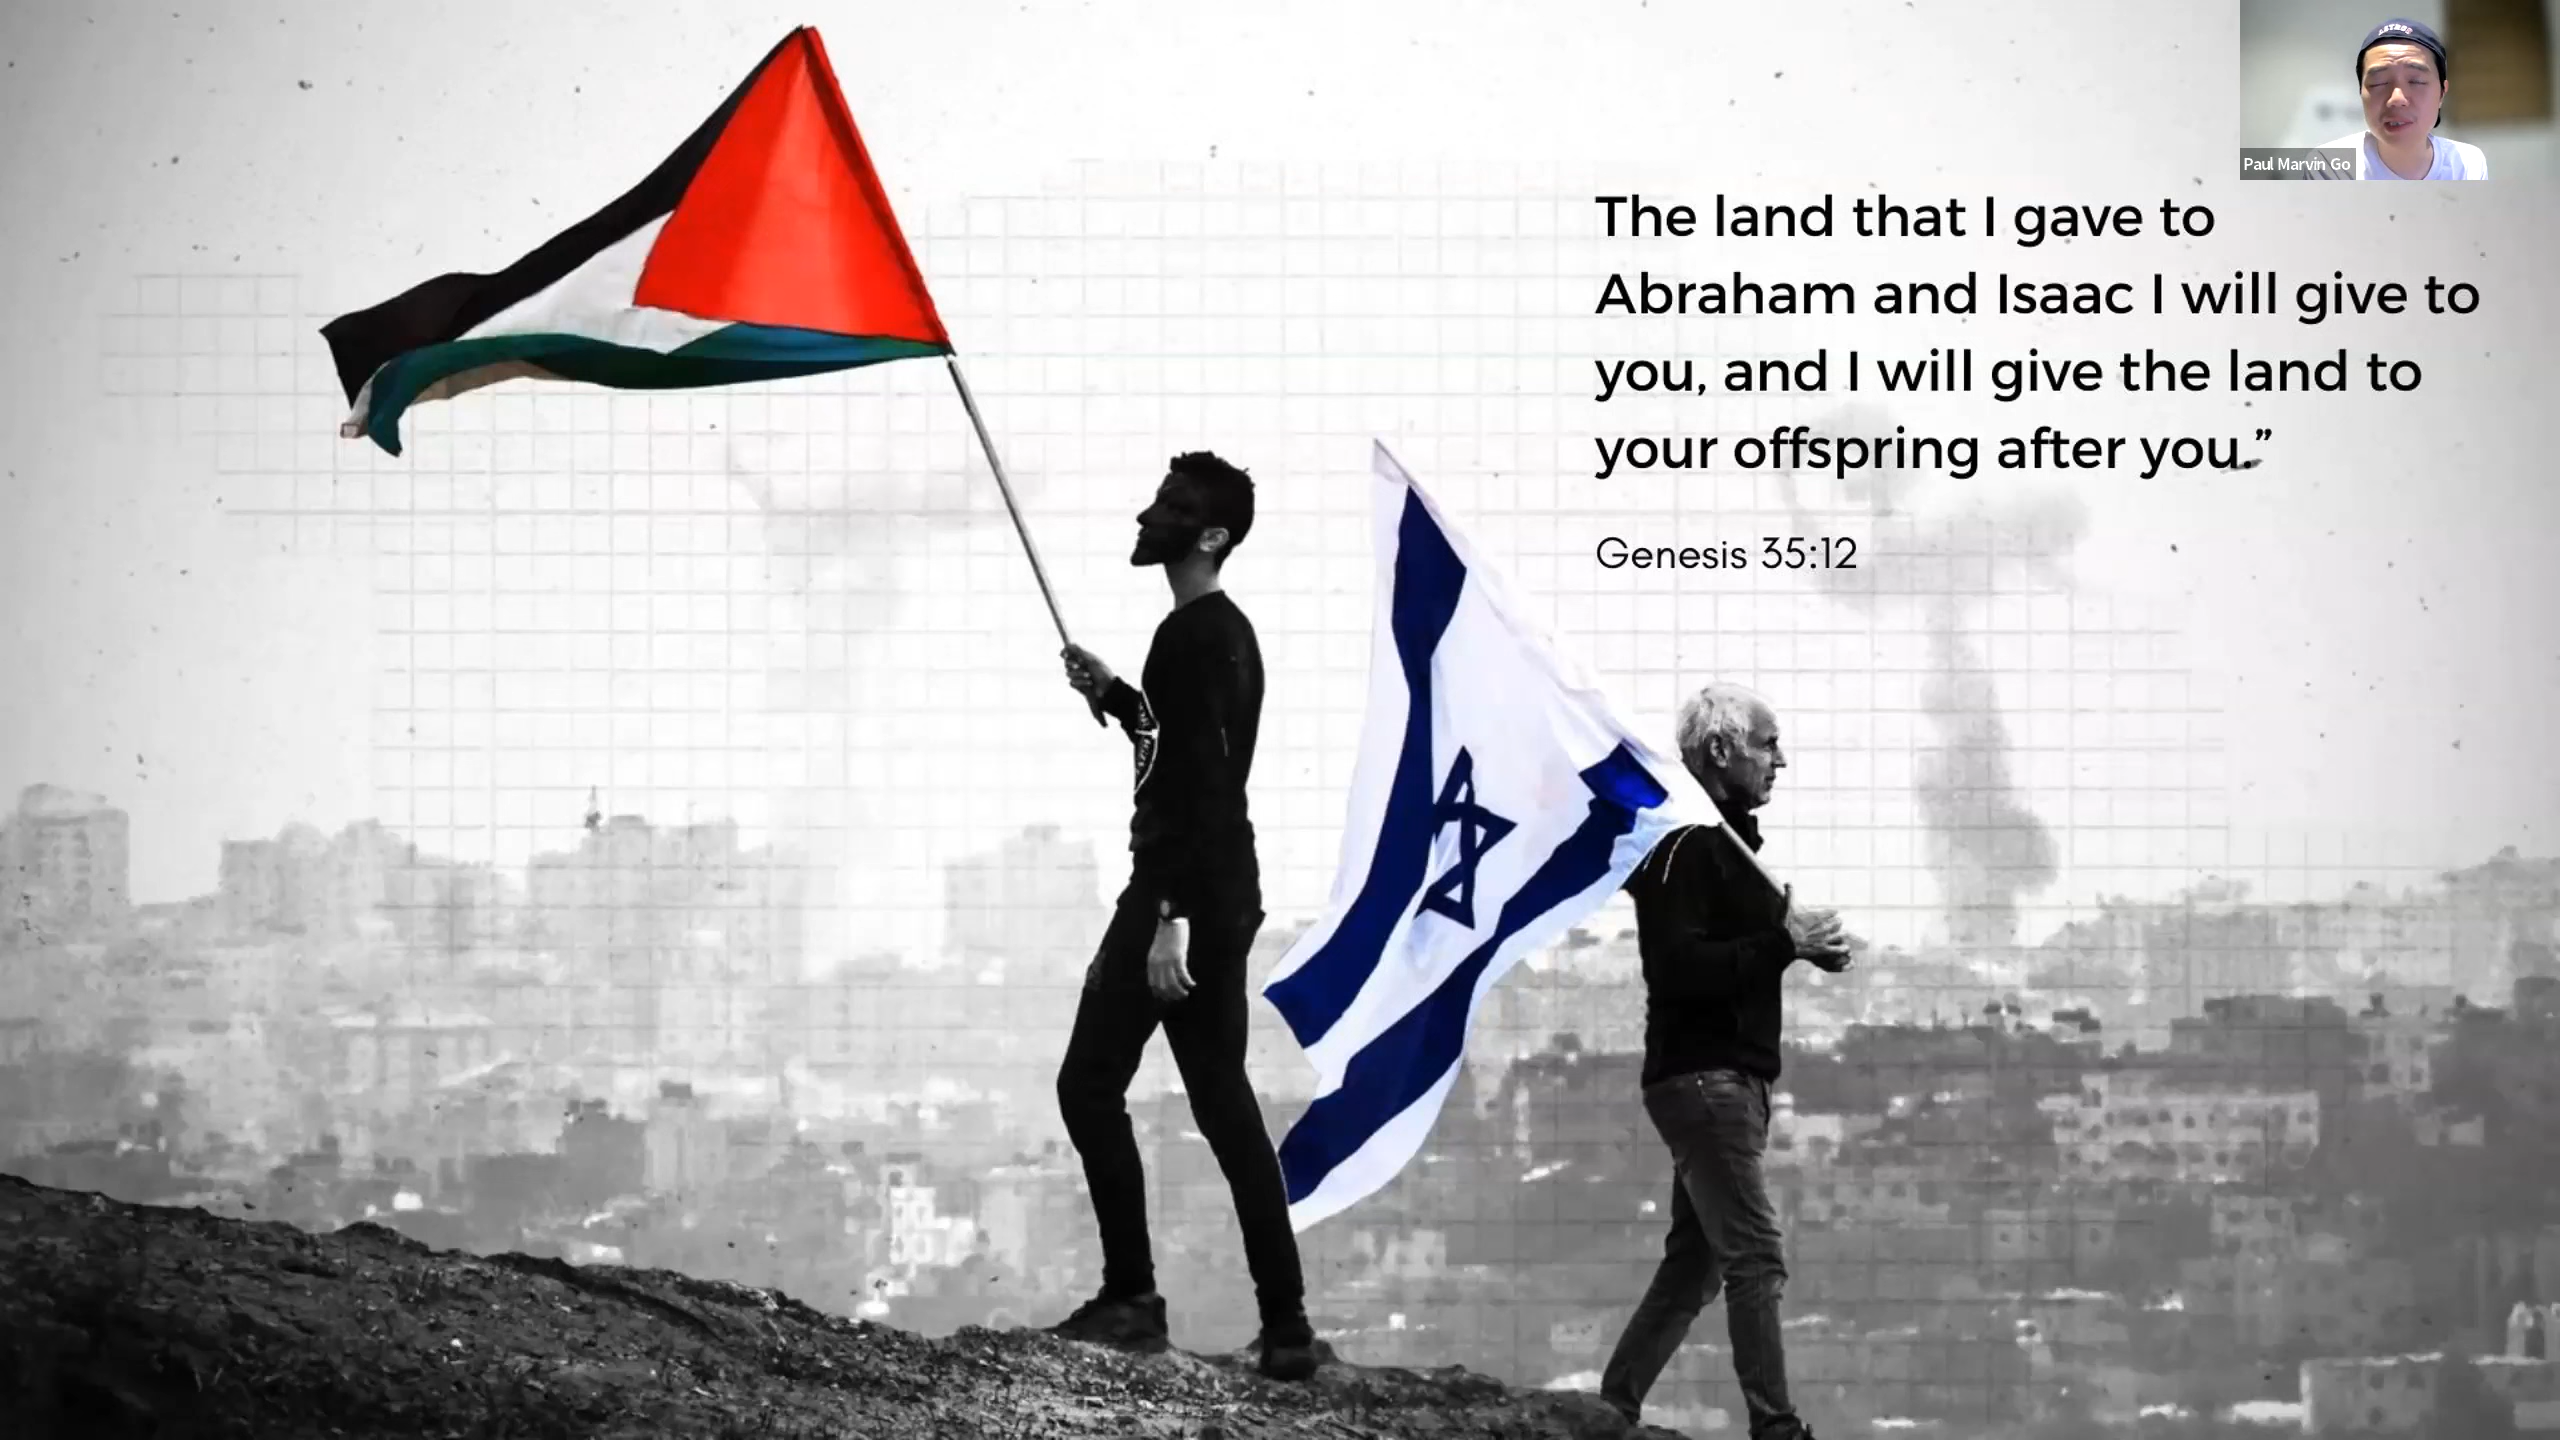 ASTROS
Paul Marvin Go
The land that I gave to
Abraham and Isaac I will give to
you, and I will give the land to
your offspring after you.”
Genesis 35:12